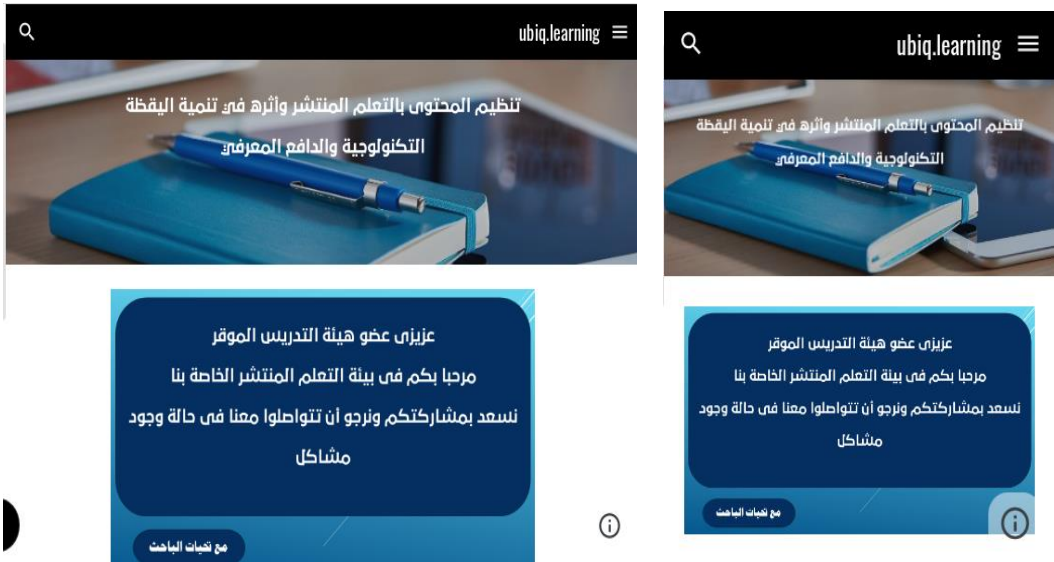 ubiq.learning
تنظيم المحتوى بالتعلم المنتشر وأثره في تنمية اليقظة
التكنولوجية والدافع المعرفي
عزيزى عضو هيئة التدريس الموقر
مرحبا بكم فى بيئة التعلم المنتشر الخاصة بنا
نسعد بمشاركتكم ونرجو أن تتواصلوا معنا فى حالة وجود
مشاكل
مع تحيات الباحث
ubiq.learning
تنظيم المحتوى بالتعلم المنتشر وأثره في تنمية اليقظة
التكنولوجية والدافع المعرفي
عزيزى عضو هيئة التدريس الموقر
مرحبا بكم فى بيئة التعلم المنتشر الخاصة بنا
نسعد بمشاركتكم ونرجو أن تتواصلوا معنا فى حالة وجود
مشاكل
مع تحيات الباحث